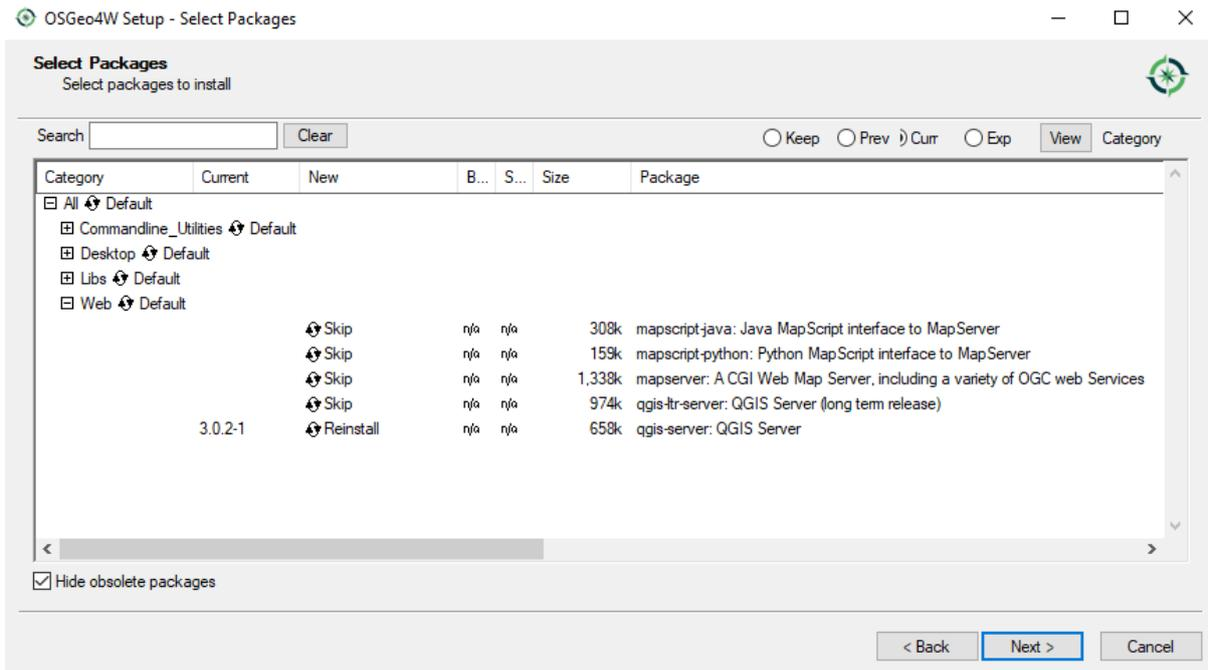 OSGeo4W Setup - Select Packages
Select Packages
Select packages to install
Search Clear Keep Prev Curr Exp View Category
Category Current New B... S... Size Package
All Default
Commandline_Utilities Default
Desktop Default
Libs Default
Web Default
Skip n/a n/a 308k mapscript-java: Java MapScript interface to MapServer
Skip n/a n/a 159k mapscript-python: Python MapScript interface to MapServer
Skip n/a n/a 1,338k mapserver: A CGI Web Map Server, including a variety of OGC web Services
Skip n/a n/a 974k qgis-ltr-server: QGIS Server (long term release)
3.0.2-1 Reinstall n/a n/a 658k qgis-server: QGIS Server
Hide obsolete packages
< Back Next > Cancel